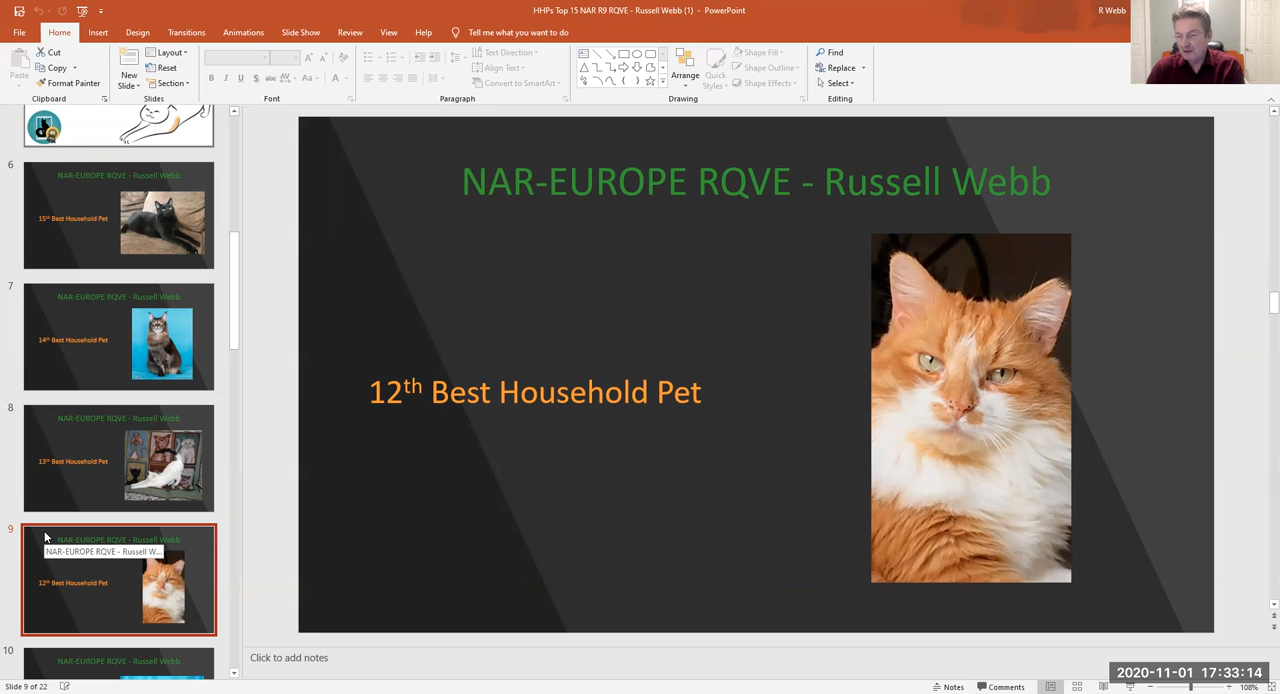 HHPs Top 15 NAR R9 RQVE - Russell Webb (1) - PowerPoint
R Webb
File Home Insert Design Transitions Animations Slide Show Review View Help Tell me what you want to do
Paste
Cut
Copy
Format Painter
Clipboard
New Slide
Layout
Reset
Section
Slides
B I U S abc AV Aa A
Font
Text Direction
Align Text
Convert to SmartArt
Paragraph
Arrange
Quick Styles
Shape Fill
Shape Outline
Shape Effects
Drawing
Find
Replace
Select
Editing
6
NAR-EUROPE RQVE - Russell Webb
15th Best Household Pet
7
NAR-EUROPE RQVE - Russell Webb
14th Best Household Pet
8
NAR-EUROPE RQVE - Russell Webb
13th Best Household Pet
9
NAR-EUROPE RQVE - Russell Webb
NAR-EUROPE RQVE - Russell W...
12th Best Household Pet
10
NAR-EUROPE RQVE - Russell Webb
NAR-EUROPE RQVE - Russell Webb
12th Best Household Pet
Click to add notes
2020-11-01 17:33:14
Slide 9 of 22
Notes
Comments
108%